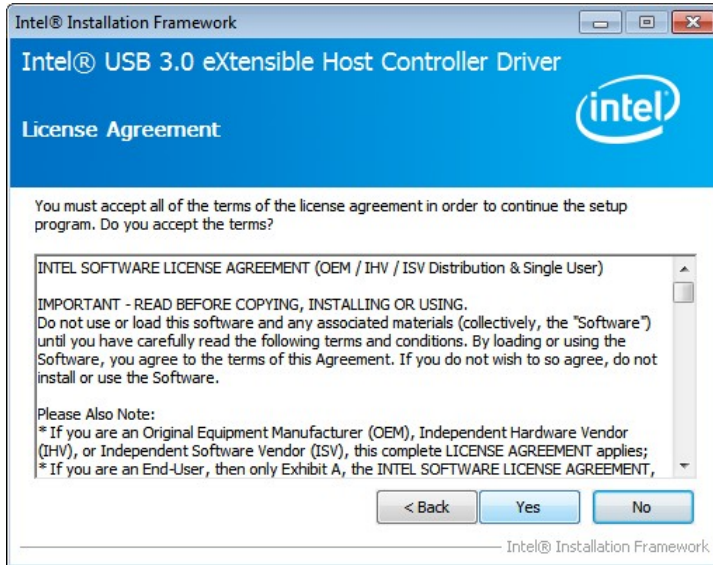 Intel® Installation Framework
Intel® USB 3.0 eXtensible Host Controller Driver
License Agreement
intel
You must accept all of the terms of the license agreement in order to continue the setup
program. Do you accept the terms?
INTEL SOFTWARE LICENSE AGREEMENT (OEM / IHV / ISV Distribution & Single User)
IMPORTANT - READ BEFORE COPYING, INSTALLING OR USING.
Do not use or load this software and any associated materials (collectively, the "Software")
until you have carefully read the following terms and conditions. By loading or using the
Software, you agree to the terms of this Agreement. If you do not wish to so agree, do not
install or use the Software.
Please Also Note:
* If you are an Original Equipment Manufacturer (OEM), Independent Hardware Vendor
(IHV), or Independent Software Vendor (ISV), this complete LICENSE AGREEMENT applies;
* If you are an End-User, then only Exhibit A, the INTEL SOFTWARE LICENSE AGREEMENT,
< Back Yes No
Intel® Installation Framework